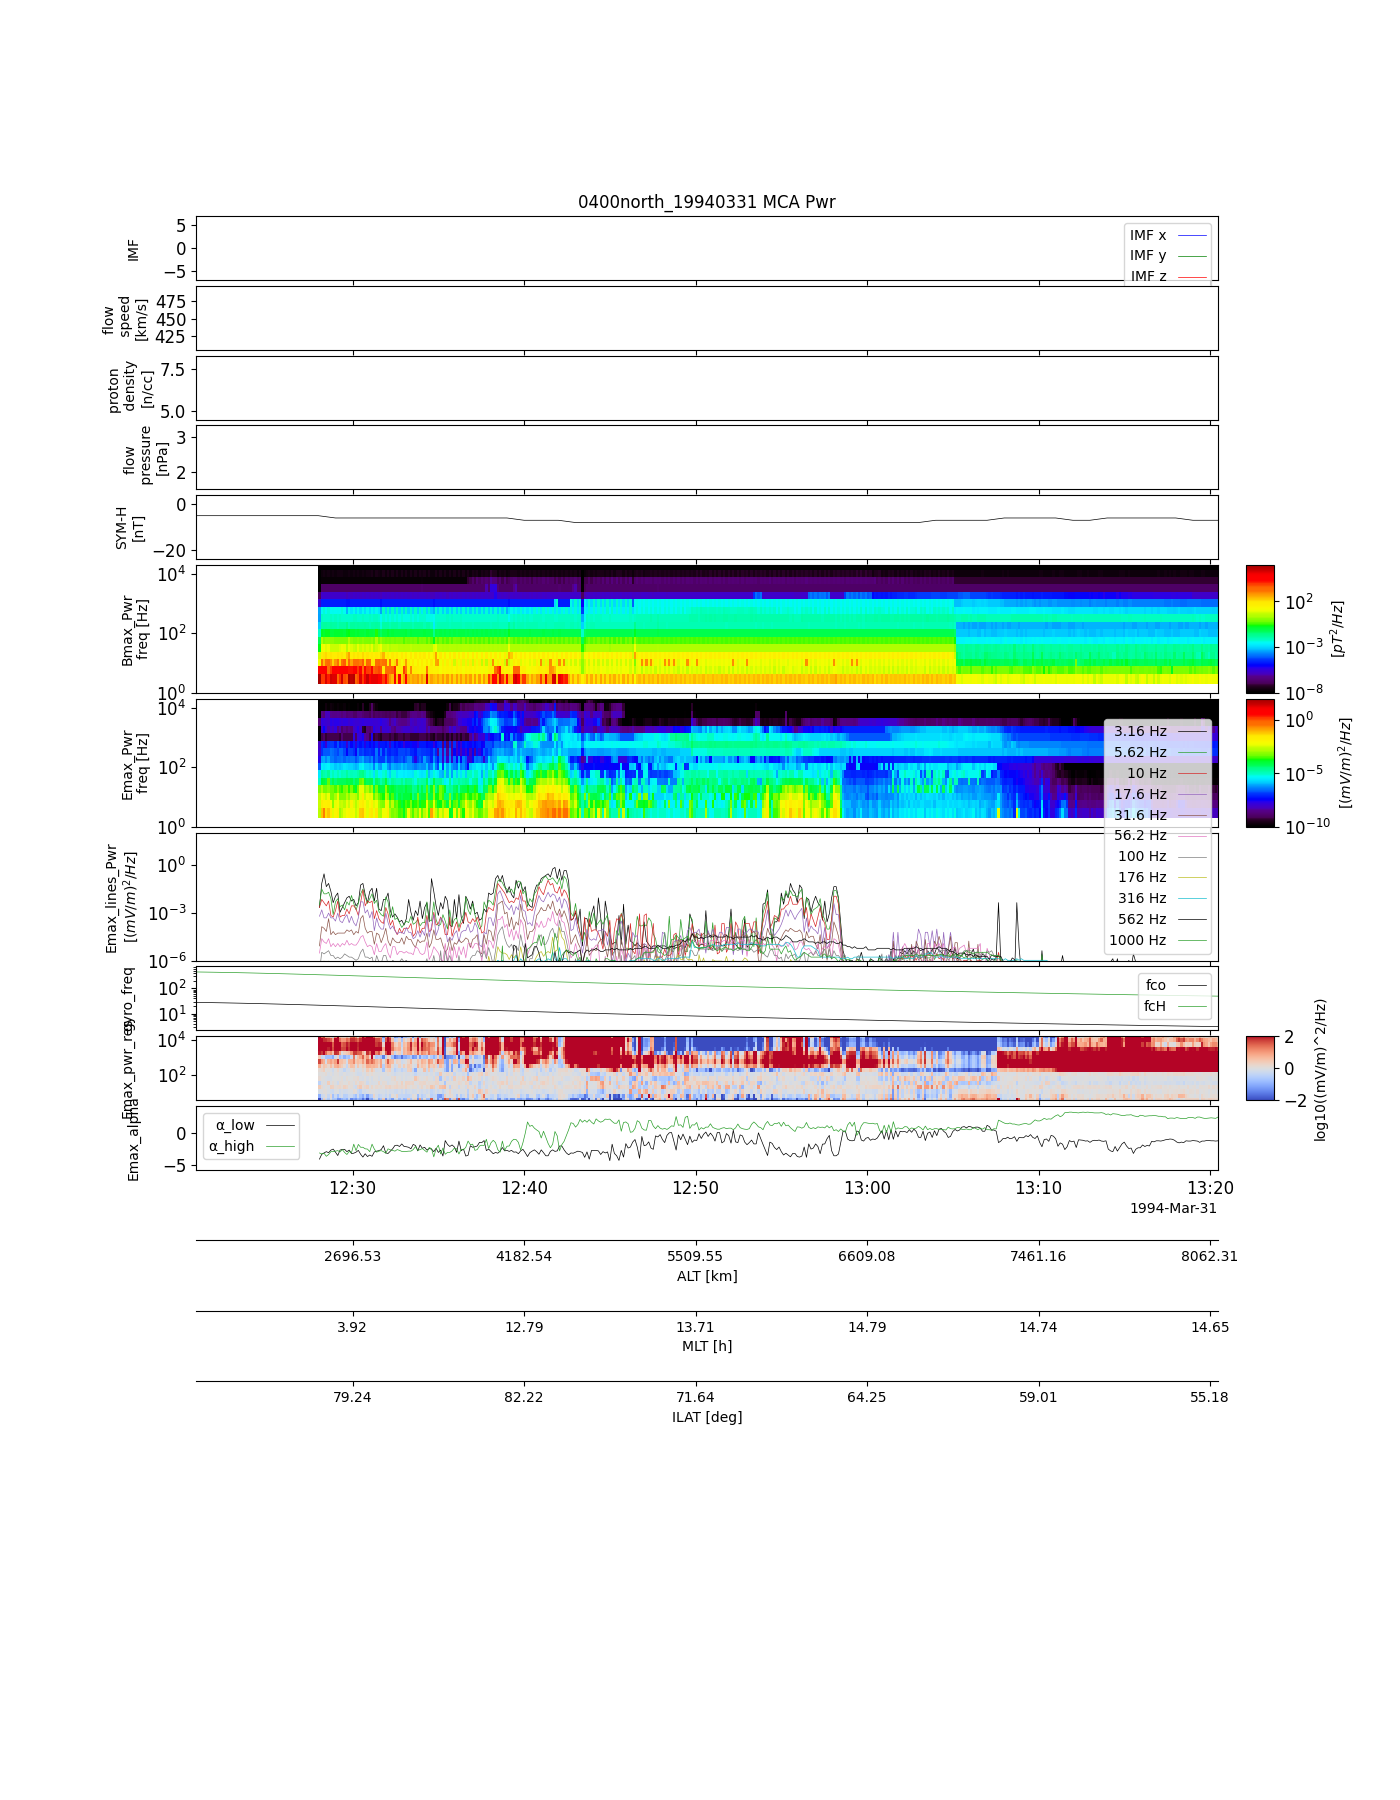 0400north_19940331 MCA Pwr
IMF
5
0
−5
IMF x
IMF y
IMF z
flow
speed
[km/s]
475
450
425
proton
density
[n/cc]
7.5
5.0
flow
pressure
[nPa]
3
2
SYM-H
[nT]
0
−20
Bmax_Pwr
freq [Hz]
10^4
10^2
10^0
10^2
10^−3
10^−8
[pT^2/Hz]
Emax_Pwr
freq [Hz]
10^4
10^2
10^0
10^0
10^−5
10^−10
[(mV/m)^2/Hz]
3.16 Hz
5.62 Hz
10 Hz
17.6 Hz
31.6 Hz
56.2 Hz
100 Hz
176 Hz
316 Hz
562 Hz
1000 Hz
Emax_lines_Pwr
[(mV/m)^2/Hz]
10^0
10^−3
10^−6
gyro_freq
10^2
10^1
fco
fcH
Emax_pwr_res
10^4
10^2
2
0
−2
log10((mV/m)^2/Hz)
Emax_alpha
0
−5
α_low
α_high
12:30 12:40 12:50 13:00 13:10 13:20
1994-Mar-31
2696.53 4182.54 5509.55 6609.08 7461.16 8062.31
ALT [km]
3.92 12.79 13.71 14.79 14.74 14.65
MLT [h]
79.24 82.22 71.64 64.25 59.01 55.18
ILAT [deg]